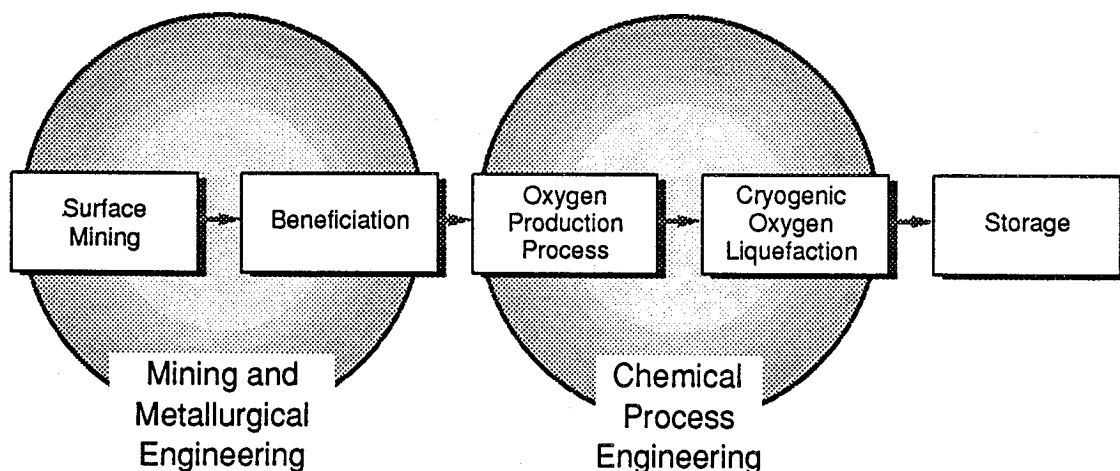 Surface
Mining
Beneficiation
Oxygen
Production
Process
Cryogenic
Oxygen
Liquefaction
Storage
Mining and
Metallurgical
Engineering
Chemical
Process
Engineering